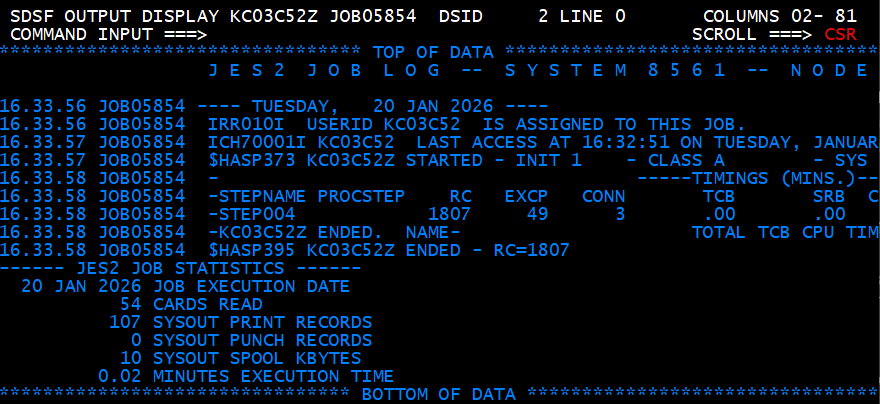 SDSF OUTPUT DISPLAY KC03C52Z JOB05854  DSID     2 LINE 0       COLUMNS 02- 81
COMMAND INPUT ===>                                            SCROLL ===> CSR
********************************* TOP OF DATA **********************************
                   J E S 2  J O B  L O G  --  S Y S T E M  8 5 6 1  --  N O D E
16.33.56 JOB05854 ---- TUESDAY,   20 JAN 2026 ----
16.33.56 JOB05854  IRR010I  USERID KC03C52  IS ASSIGNED TO THIS JOB.
16.33.57 JOB05854  ICH70001I KC03C52  LAST ACCESS AT 16:32:51 ON TUESDAY, JANUAR
16.33.57 JOB05854  $HASP373 KC03C52Z STARTED - INIT 1    - CLASS A        - SYS
16.33.58 JOB05854  -                                      -----TIMINGS (MINS.)--
16.33.58 JOB05854  -STEPNAME PROCSTEP    RC   EXCP   CONN       TCB       SRB  C
16.33.58 JOB05854  -STEP004            1807     49      3       .00       .00
16.33.58 JOB05854  -KC03C52Z ENDED.  NAME-                     TOTAL TCB CPU TIM
16.33.58 JOB05854  $HASP395 KC03C52Z ENDED - RC=1807
------ JES2 JOB STATISTICS ------
  20 JAN 2026 JOB EXECUTION DATE
           54 CARDS READ
          107 SYSOUT PRINT RECORDS
            0 SYSOUT PUNCH RECORDS
           10 SYSOUT SPOOL KBYTES
         0.02 MINUTES EXECUTION TIME
******************************** BOTTOM OF DATA ********************************